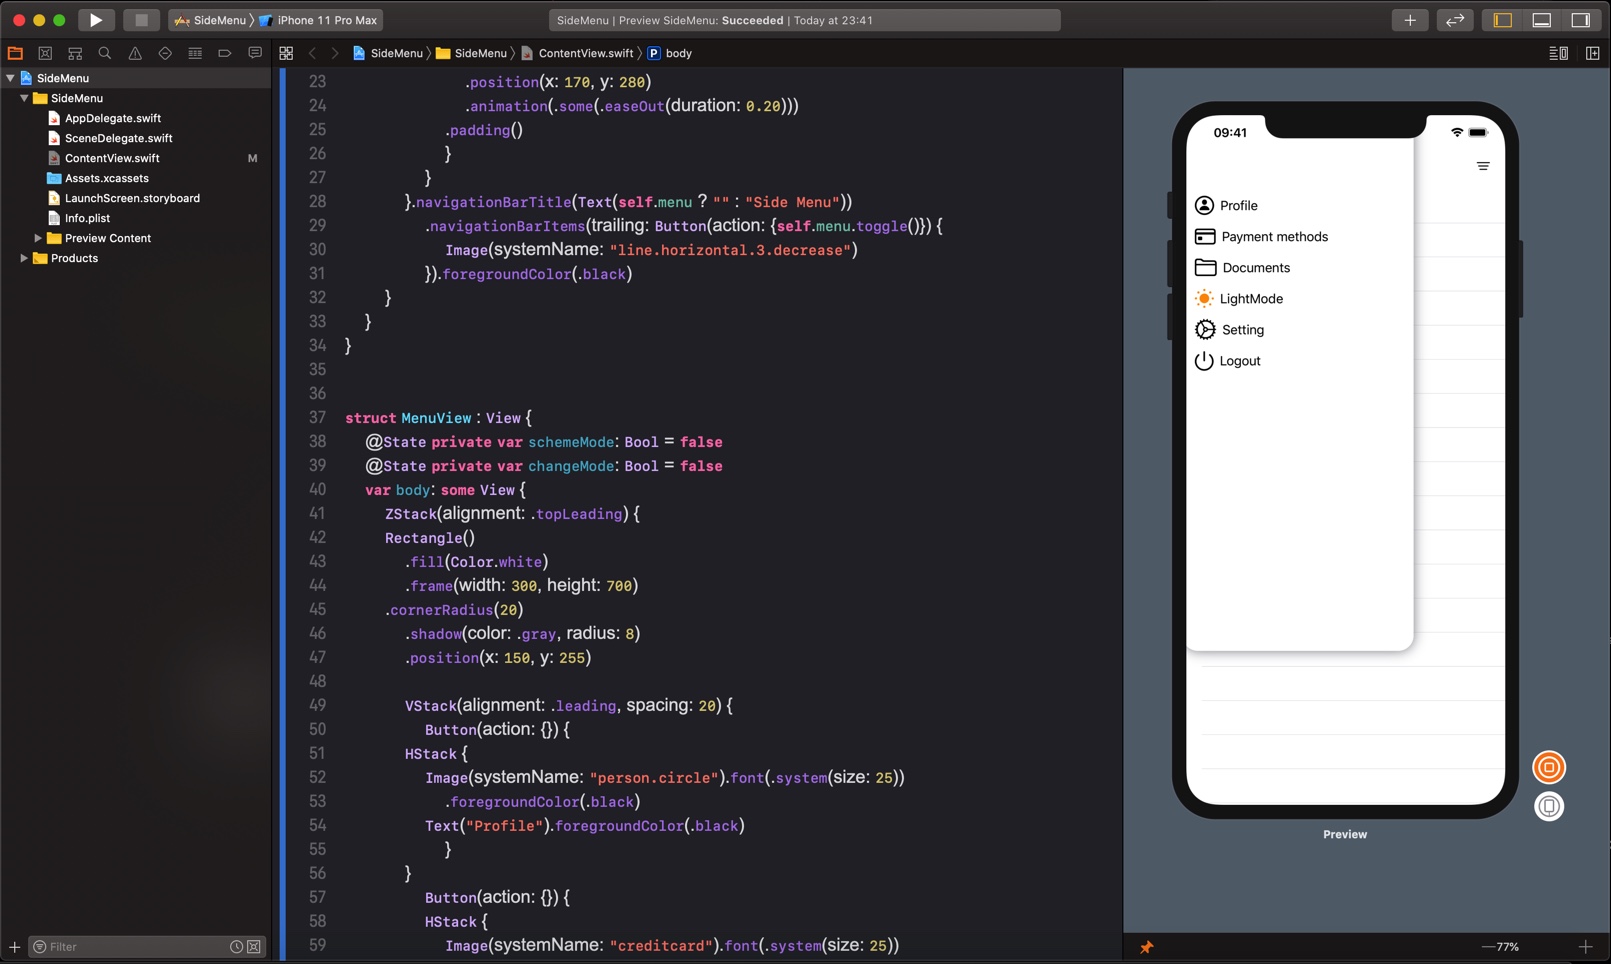 SideMenu 〉 iPhone 11 Pro Max
SideMenu | Preview SideMenu: Succeeded | Today at 23:41
SideMenu 〉 SideMenu 〉 ContentView.swift 〉 P body
SideMenu
SideMenu
AppDelegate.swift
SceneDelegate.swift
ContentView.swift M
Assets.xcassets
LaunchScreen.storyboard
Info.plist
Preview Content
Products
Filter
23 .position(x: 170, y: 280)
24 .animation(.some(.easeOut(duration: 0.20)))
25 .padding()
26 }
27 }
28 }.navigationBarTitle(Text(self.menu ? "" : "Side Menu"))
29 .navigationBarItems(trailing: Button(action: {self.menu.toggle()}) {
30 Image(systemName: "line.horizontal.3.decrease")
31 }).foregroundColor(.black)
32 }
33 }
34 }
35
36
37 struct MenuView : View {
38 @State private var schemeMode: Bool = false
39 @State private var changeMode: Bool = false
40 var body: some View {
41 ZStack(alignment: .topLeading) {
42 Rectangle()
43 .fill(Color.white)
44 .frame(width: 300, height: 700)
45 .cornerRadius(20)
46 .shadow(color: .gray, radius: 8)
47 .position(x: 150, y: 255)
48
49 VStack(alignment: .leading, spacing: 20) {
50 Button(action: {}) {
51 HStack {
52 Image(systemName: "person.circle").font(.system(size: 25))
53 .foregroundColor(.black)
54 Text("Profile").foregroundColor(.black)
55 }
56 }
57 Button(action: {}) {
58 HStack {
59 Image(systemName: "creditcard").font(.system(size: 25))
09:41
Profile
Payment methods
Documents
LightMode
Setting
Logout
Preview
77%